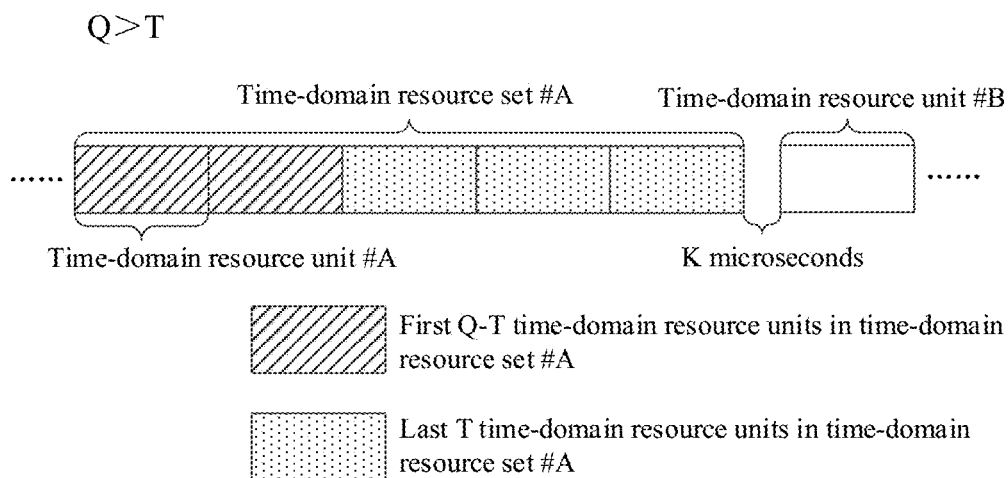 Q>T
Time-domain resource set #A
Time-domain resource unit #B
......
......
Time-domain resource unit #A
K microseconds
First Q-T time-domain resource units in time-domain
resource set #A
Last T time-domain resource units in time-domain
resource set #A